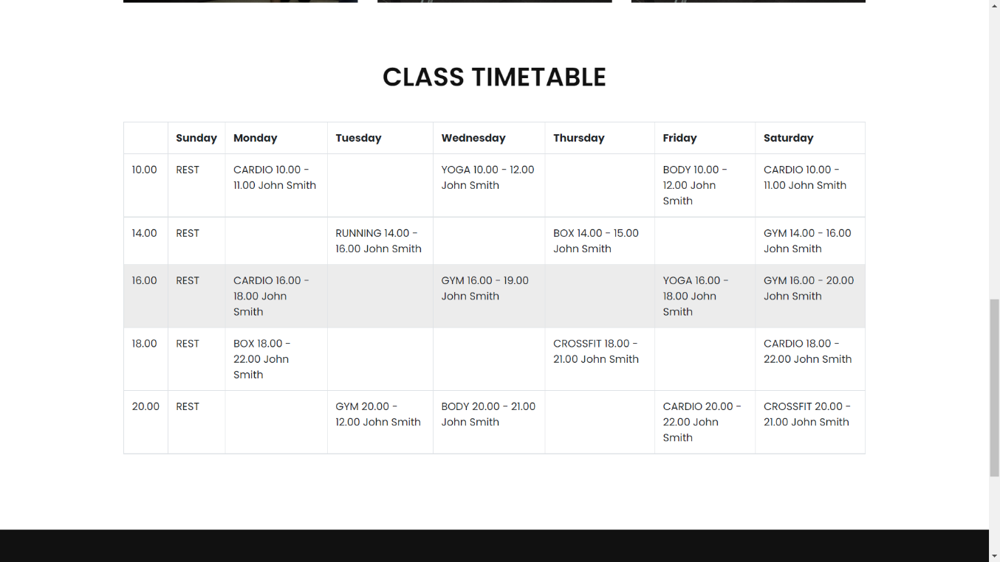 CLASS TIMETABLE
Sunday Monday Tuesday Wednesday Thursday Friday Saturday
10.00 REST CARDIO 10.00 - YOGA 10.00 - 12.00 BODY 10.00 - CARDIO 10.00 -
11.00 John Smith John Smith 12.00 John 11.00 John Smith
Smith
14.00 REST RUNNING 14.00 - BOX 14.00 - 15.00 GYM 14.00 - 16.00
16.00 John Smith John Smith John Smith
16.00 REST CARDIO 16.00 - GYM 16.00 - 19.00 YOGA 16.00 - GYM 16.00 - 20.00
18.00 John John Smith 18.00 John John Smith
Smith Smith
18.00 REST BOX 18.00 - CROSSFIT 18.00 - CARDIO 18.00 -
22.00 John 21.00 John Smith 22.00 John Smith
Smith
20.00 REST GYM 20.00 - BODY 20.00 - 21.00 CARDIO 20.00 - CROSSFIT 20.00 -
12.00 John Smith John Smith 22.00 John 21.00 John Smith
Smith